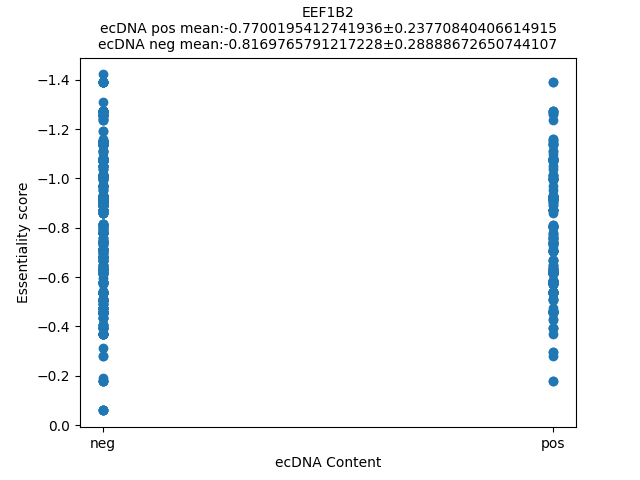 EEF1B2
ecDNA pos mean:-0.7700195412741936±0.23770840406614915
ecDNA neg mean:-0.8169765791217228±0.28888672650744107
−1.4
−1.2
−1.0
−0.8
−0.6
−0.4
−0.2
0.0
Essentiality score
neg
pos
ecDNA Content